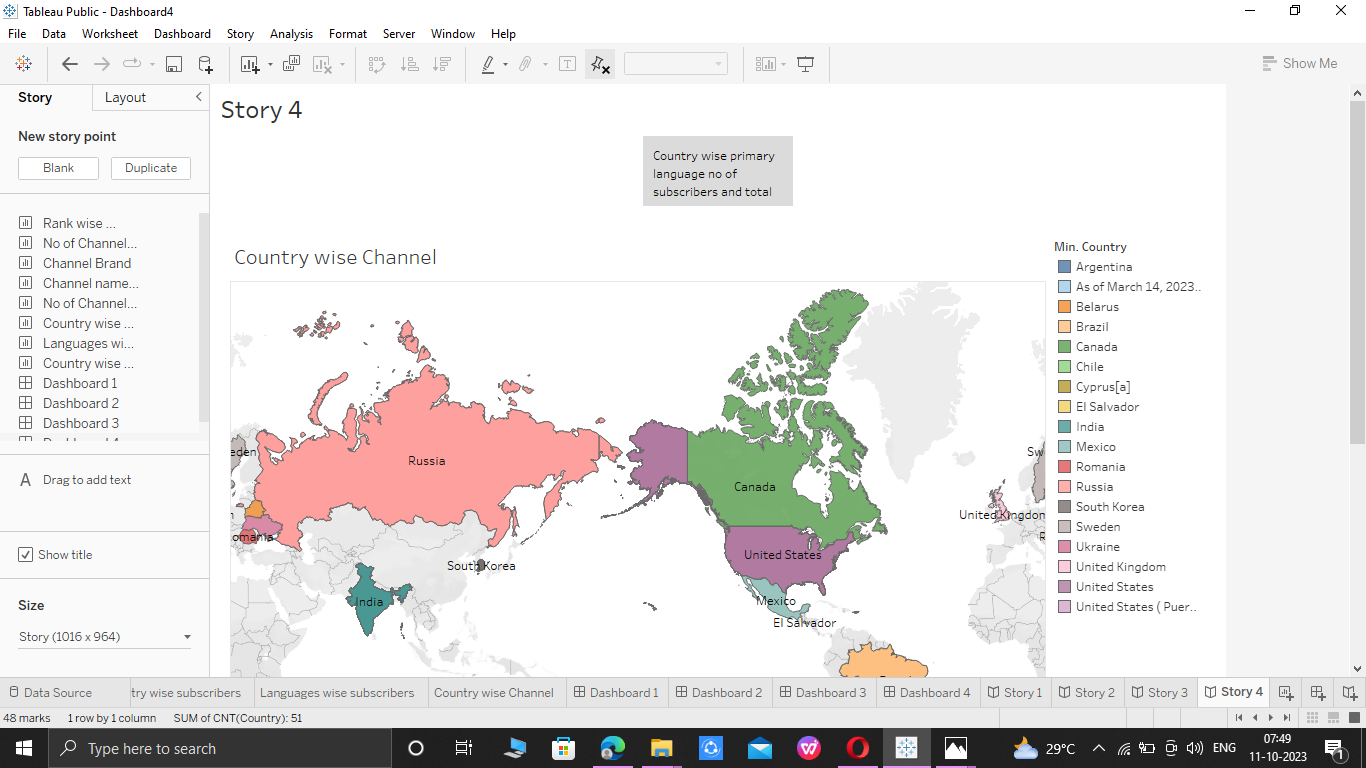 Tableau Public - Dashboard4
File Data Worksheet Dashboard Story Analysis Format Server Window Help
Show Me
Story Layout
New story point
Blank Duplicate
Rank wise ...
No of Channel...
Channel Brand
Channel name...
No of Channel...
Country wise ...
Languages wi...
Country wise ...
Dashboard 1
Dashboard 2
Dashboard 3
Drag to add text
Show title
Size
Story (1016 x 964)
Story 4
Country wise primary
language no of
subscribers and total
Country wise Channel
eden
Russia
Canada
Sw
United Kingdom
omania
United States
South Korea
India
Mexico
El Salvador
Min. Country
Argentina
As of March 14, 2023..
Belarus
Brazil
Canada
Chile
Cyprus[a]
El Salvador
India
Mexico
Romania
Russia
South Korea
Sweden
Ukraine
United Kingdom
United States
United States ( Puer..
Data Source try wise subscribers Languages wise subscribers Country wise Channel Dashboard 1 Dashboard 2 Dashboard 3 Dashboard 4 Story 1 Story 2 Story 3 Story 4
48 marks 1 row by 1 column SUM of CNT(Country): 51
Type here to search
29°C
ENG
07:49
11-10-2023
1